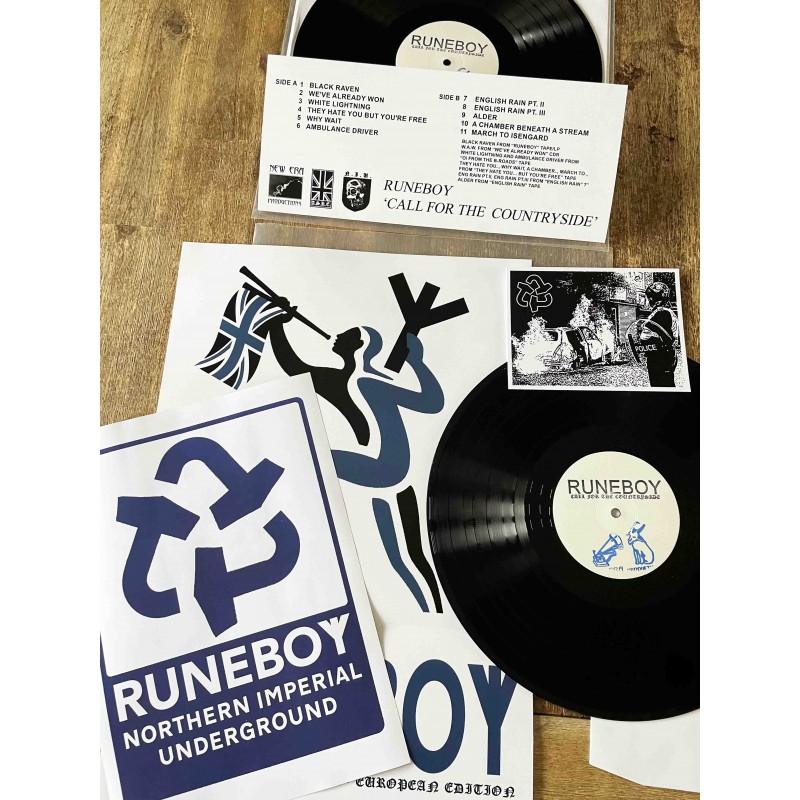 RUNEBOY
CALL FOR THE COUNTRYSIDE
SIDE A 1 BLACK RAVEN
2 WE'VE ALREADY WON
3 WHITE LIGHTNING
4 THEY HATE YOU BUT YOU'RE FREE
5 WHY WAIT
6 AMBULANCE DRIVER
SIDE B 7 ENGLISH RAIN PT. II
8 ENGLISH RAIN PT. III
9 ALDER
10 A CHAMBER BENEATH A STREAM
11 MARCH TO ISENGARD
BLACK RAVEN FROM "RUNEBOY" TAPE/LP
W.A.W. FROM "WE'VE ALREADY WON" CDR
WHITE LIGHTNING AND AMBULANCE DRIVER FROM
"OI FROM THE B-ROADS" TAPE
THEY HATE YOU.., WHY WAIT, A CHAMBER... MARCH TO...
FROM "THEY HATE YOU... BUT YOU'RE FREE" TAPE
ENG RAIN PT.II, ENG RAIN PT.III FROM "ENGLISH RAIN" 7"
ALDER FROM "ENGLISH RAIN" TAPE
NEW ERA
PRODUCTIONS
N.I.U.
RUNEBOY
'CALL FOR THE COUNTRYSIDE'
POLICE
RUNEBOY
CALL FOR THE COUNTRYSIDE
RUNEBOY
NORTHERN IMPERIAL
UNDERGROUND
BOY
EUROPEAN EDITION